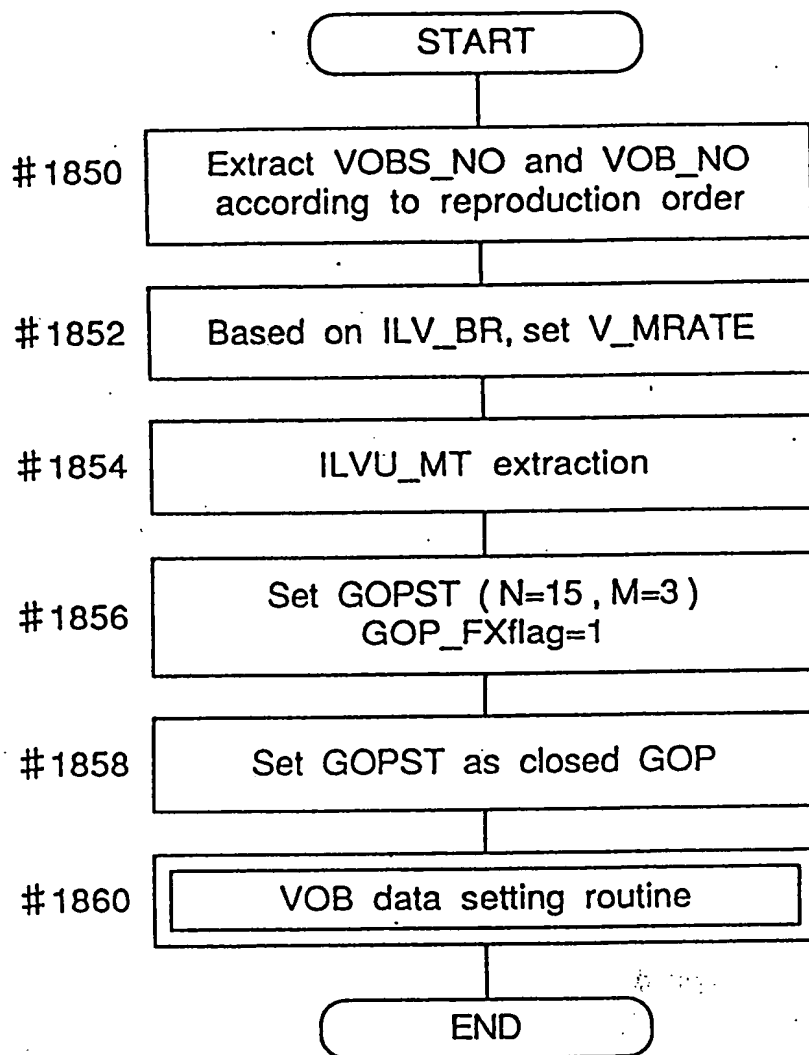 START
#1850
Extract VOBS_NO and VOB_NO
according to reproduction order
#1852
Based on ILV_BR, set V_MRATE
#1854
ILVU_MT extraction
#1856
Set GOPST (N=15, M=3)
GOP_FXflag=1
#1858
Set GOPST as closed GOP
#1860
VOB data setting routine
END